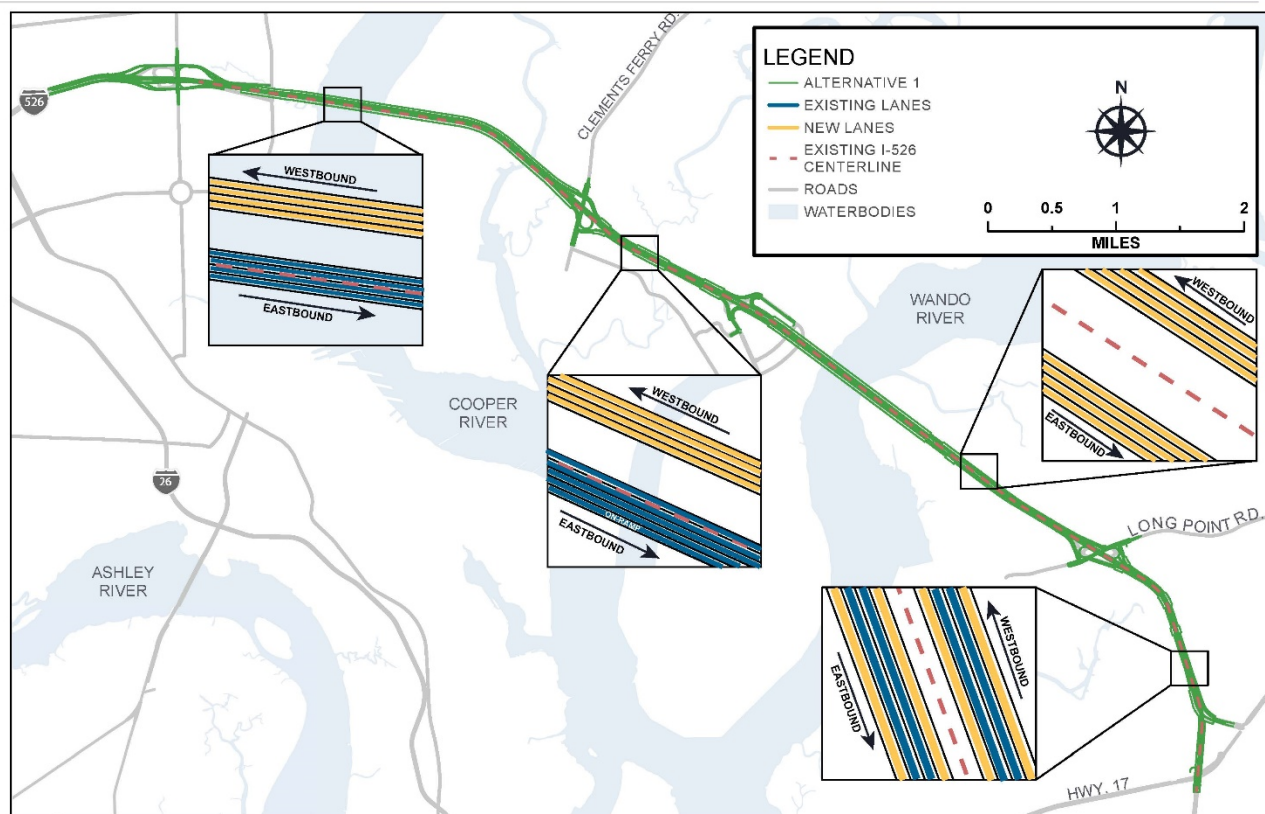 LEGEND
ALTERNATIVE 1
EXISTING LANES
NEW LANES
EXISTING I-526
CENTERLINE
ROADS
WATERBODIES
N
0 0.5 1 2
MILES
526
CLEMENTS FERRY RD.
WESTBOUND
EASTBOUND
WANDO
RIVER
WESTBOUND
EASTBOUND
COOPER
RIVER
WESTBOUND
ON-RAMP
EASTBOUND
26
LONG POINT RD.
ASHLEY
RIVER
WESTBOUND
EASTBOUND
HWY. 17